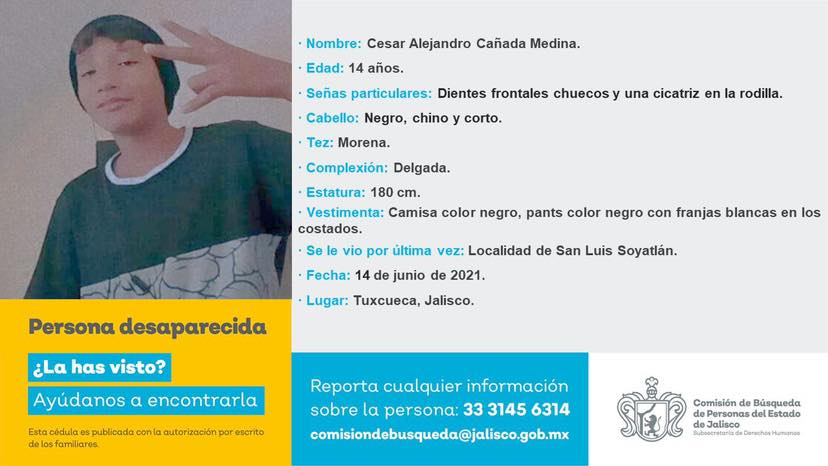 · Nombre: Cesar Alejandro Cañada Medina.
· Edad: 14 años.
· Señas particulares: Dientes frontales chuecos y una cicatriz en la rodilla.
· Cabello: Negro, chino y corto.
· Tez: Morena.
· Complexión: Delgada.
· Estatura: 180 cm.
· Vestimenta: Camisa color negro, pants color negro con franjas blancas en los
costados.
· Se le vio por última vez: Localidad de San Luis Soyatlán.
· Fecha: 14 de junio de 2021.
· Lugar: Tuxcueca, Jalisco.
Persona desaparecida
¿La has visto?
Ayúdanos a encontrarla
Esta cédula es publicada con la autorización por escrito
de los familiares.
Reporta cualquier información
sobre la persona: 33 3145 6314
comisiondebusqueda@jalisco.gob.mx
Comisión de Búsqueda
de Personas del Estado
de Jalisco
Subsecretaría de Derechos Humanos